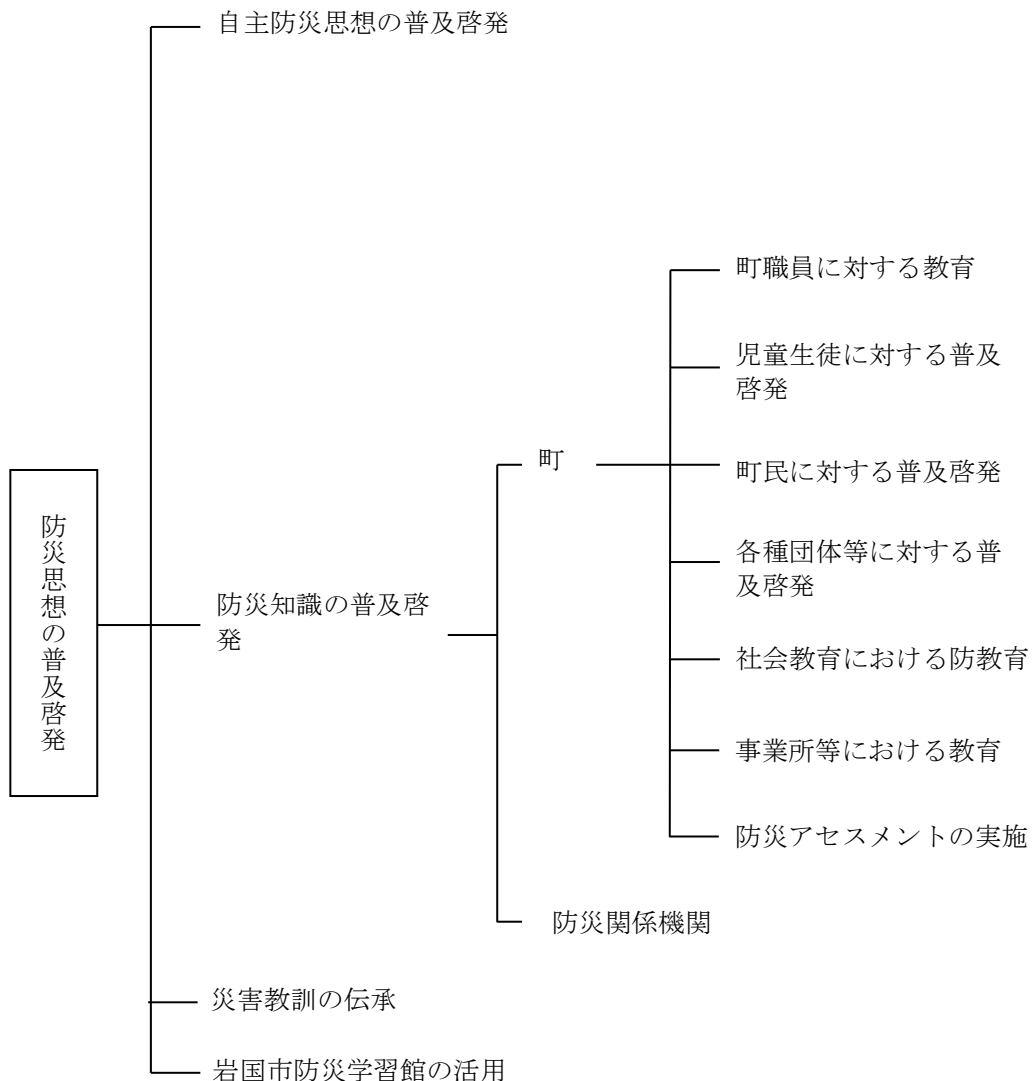 自主防災思想の普及啓発
町職員に対する教育
児童生徒に対する普及
啓発
町
町民に対する普及啓発
防災思想の普及啓発
各種団体等に対する普
及啓発
防災知識の普及啓
発
社会教育における防教育
事業所等における教育
防災アセスメントの実施
防災関係機関
災害教訓の伝承
岩国市防災学習館の活用